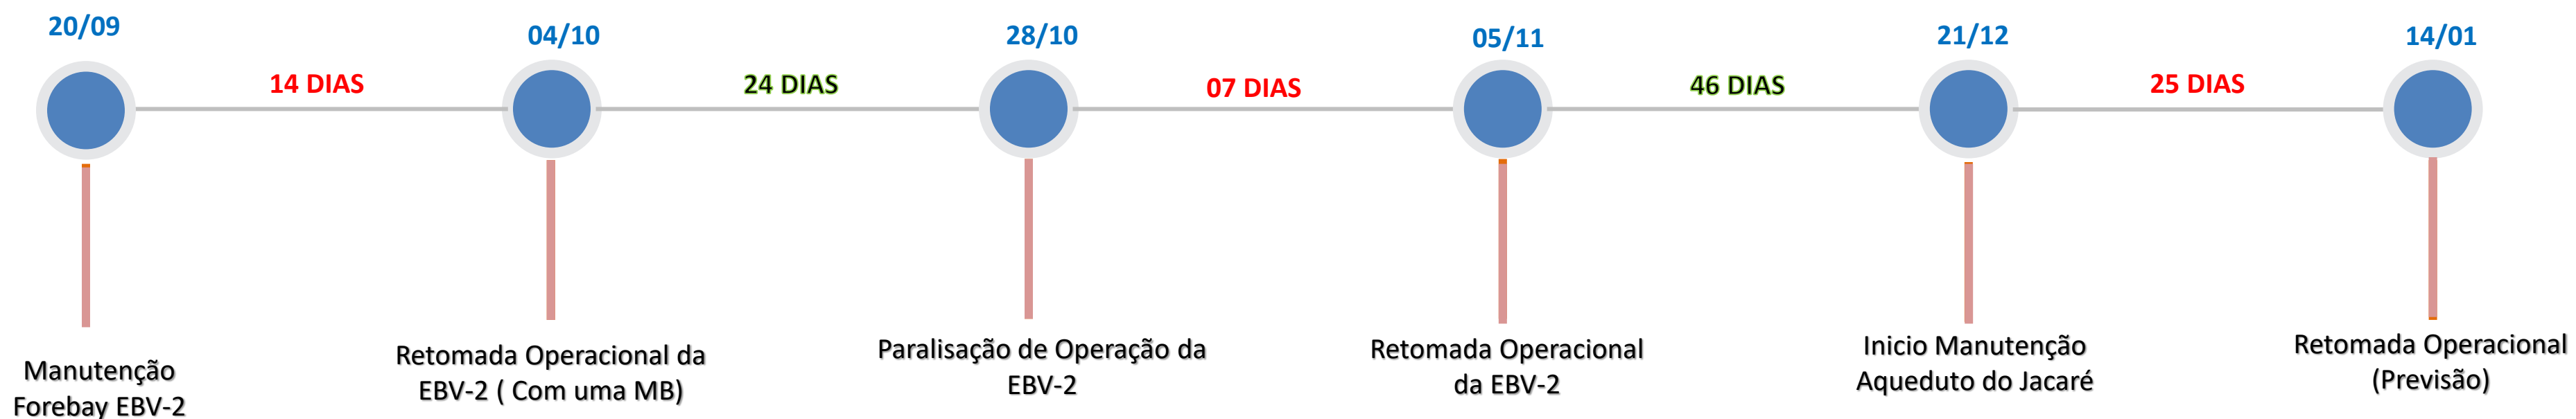 20/09
04/10
28/10
05/11
21/12
14/01
14 DIAS
24 DIAS
07 DIAS
46 DIAS
25 DIAS
Manutenção
Forebay EBV-2
Retomada Operacional da
EBV-2 ( Com uma MB)
Paralisação de Operação da
EBV-2
Retomada Operacional
da EBV-2
Inicio Manutenção
Aqueduto do Jacaré
Retomada Operacional
(Previsão)